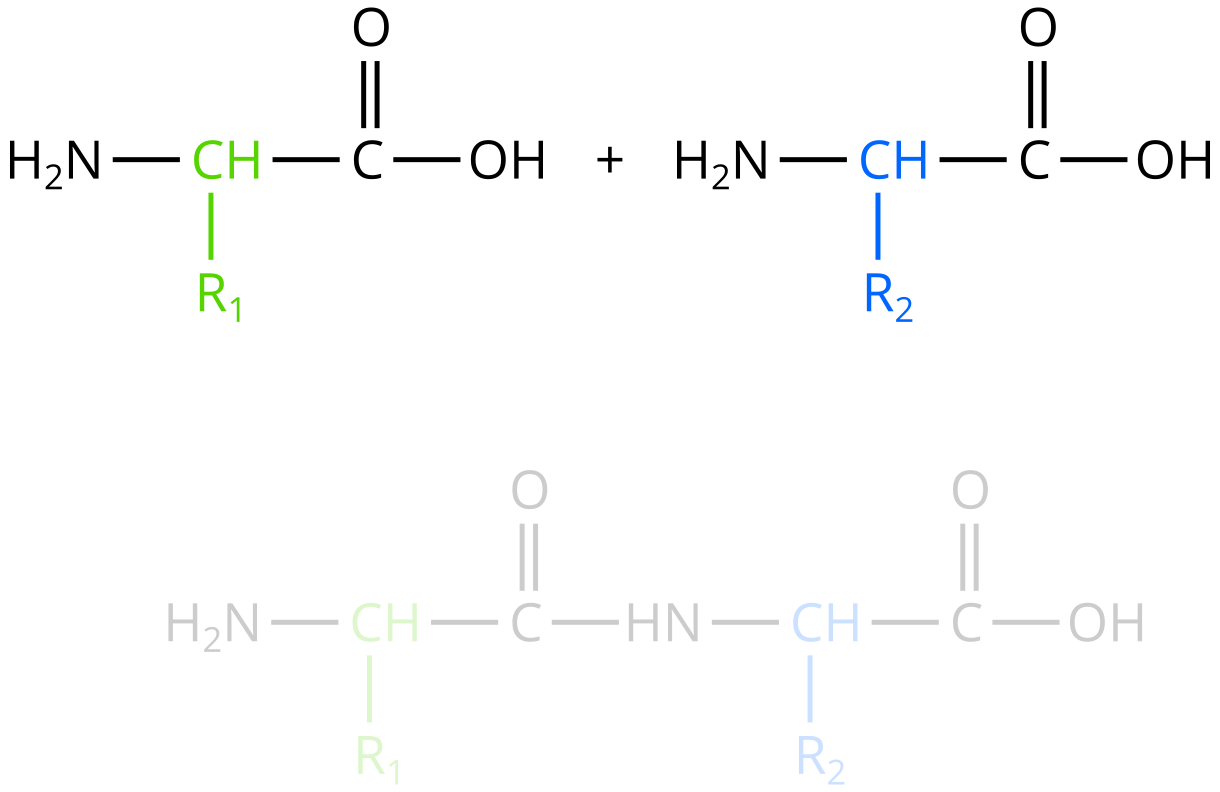 O O
H₂N CH C OH + H₂N CH C OH
R₁ R₂
O O
H₂N CH C HN CH C OH
R₁ R₂